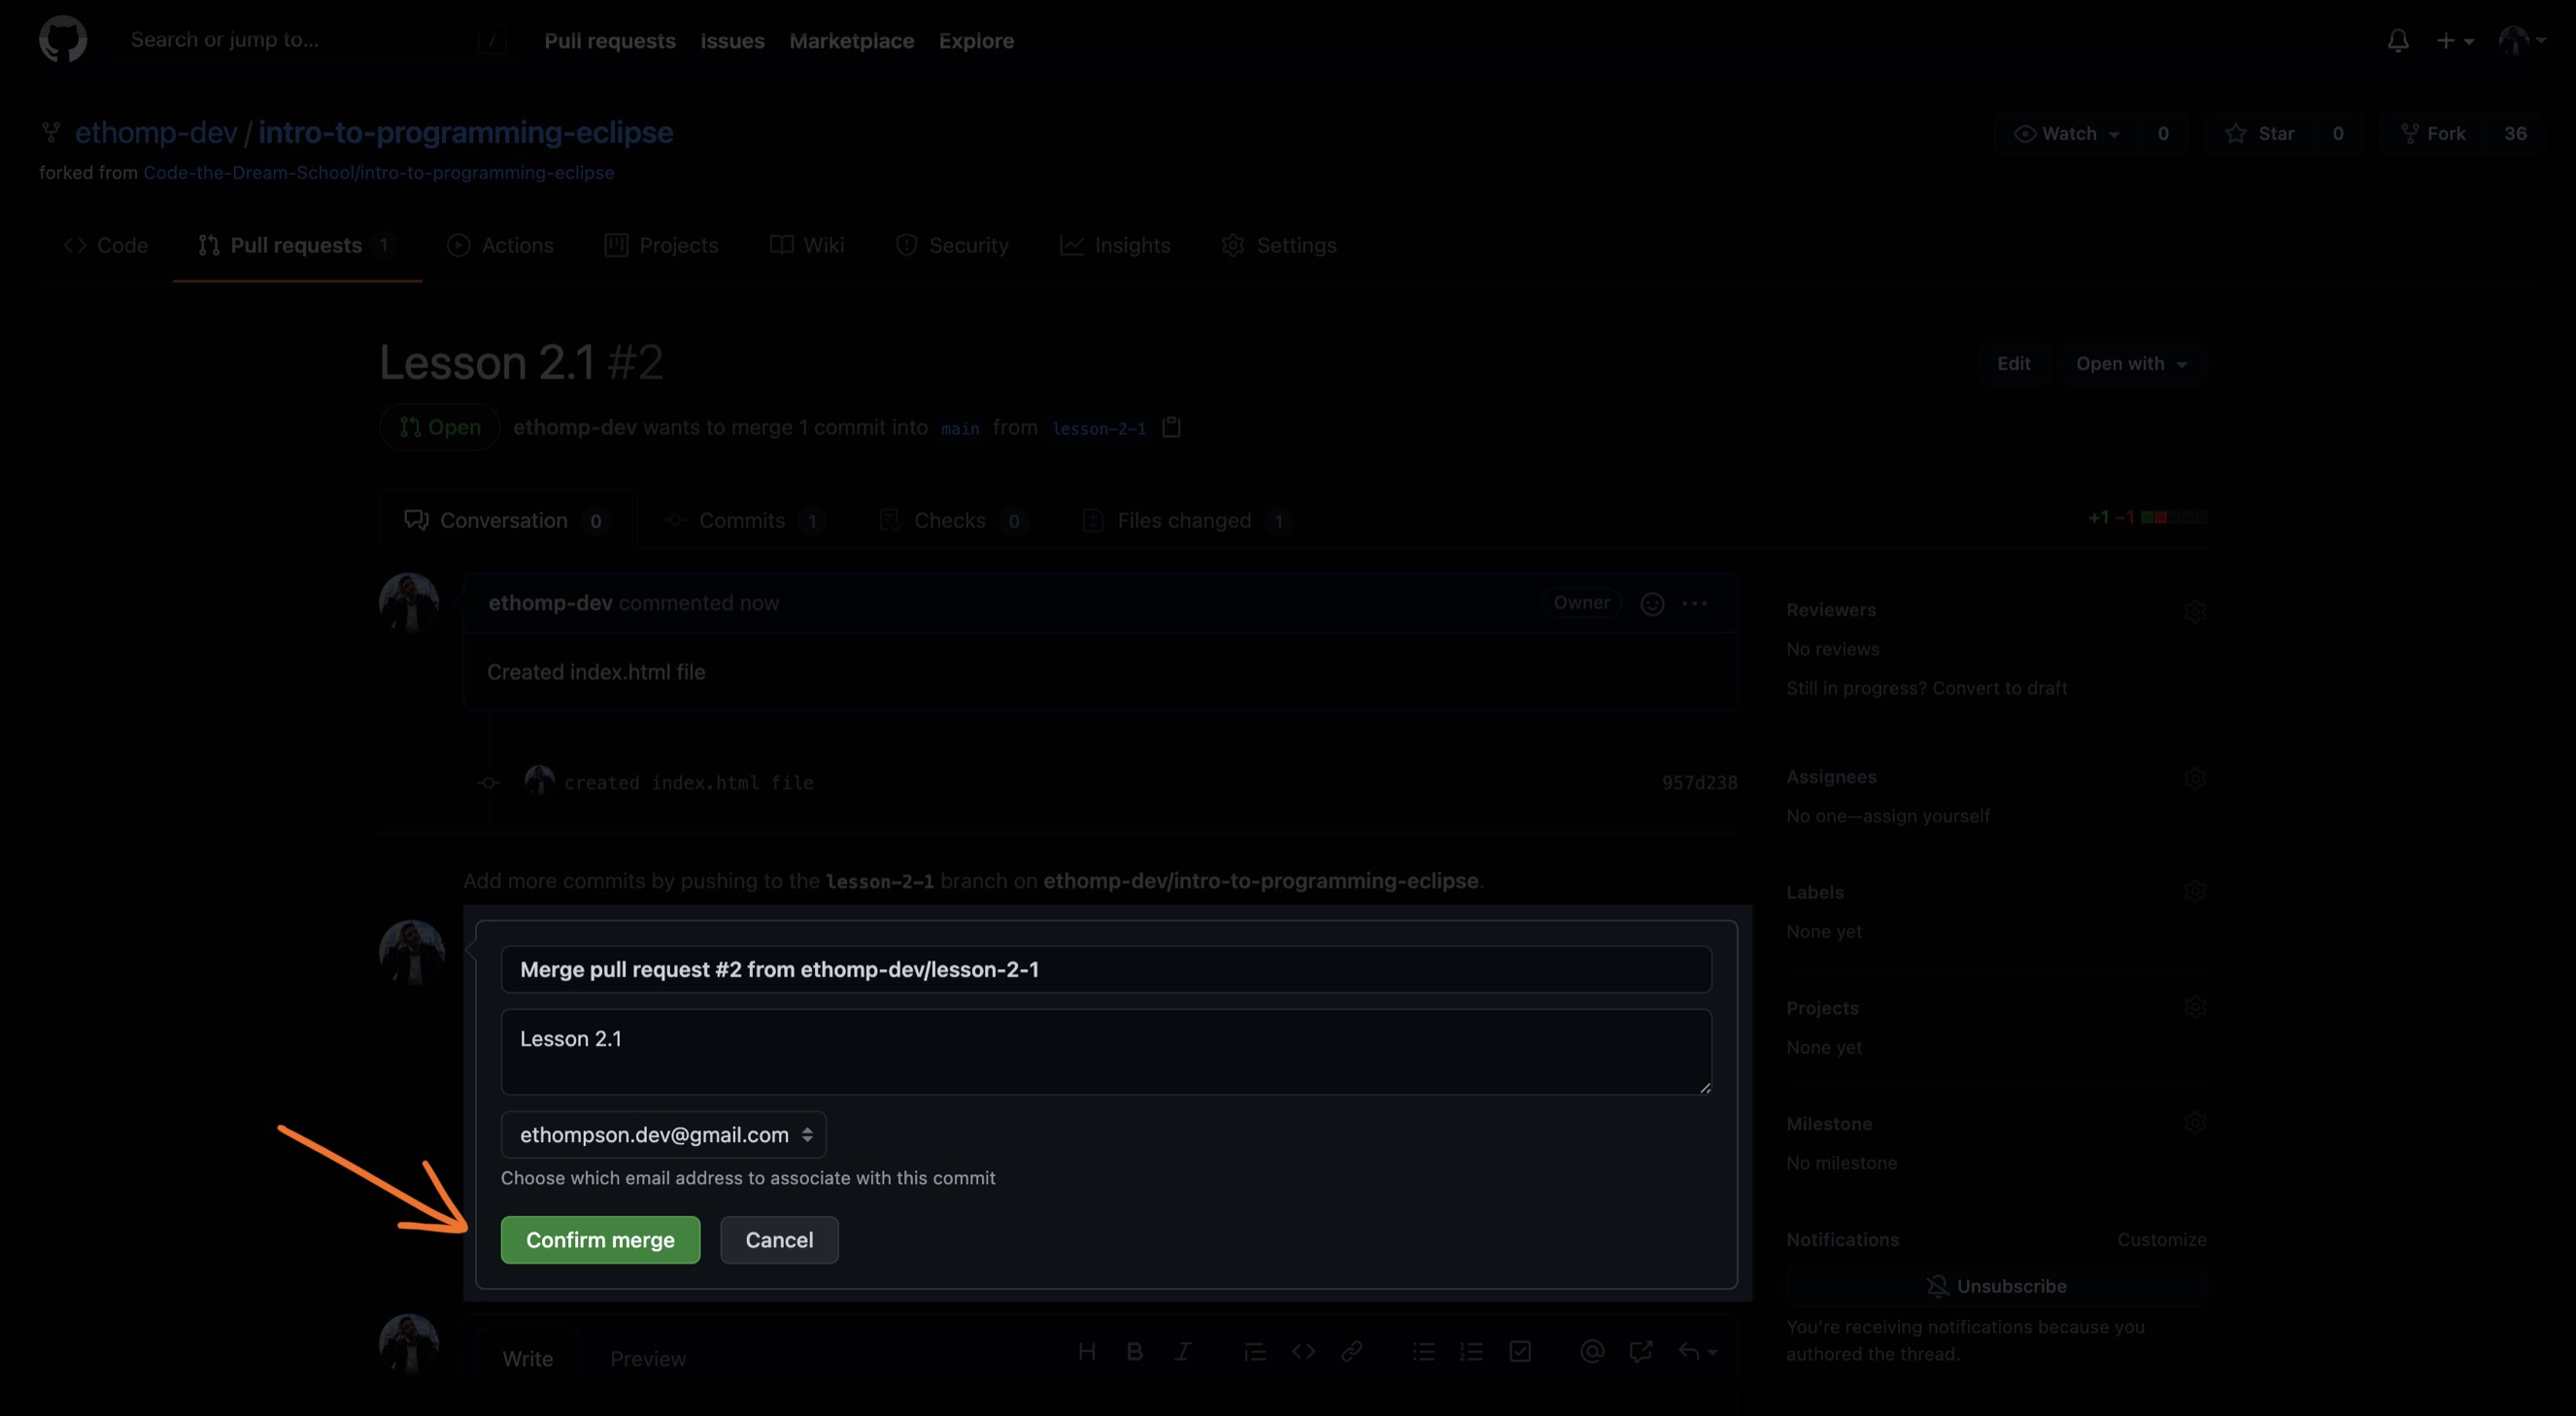 Search or jump to... /
Pull requests Issues Marketplace Explore
ethomp-dev / intro-to-programming-eclipse
Watch 0 Star 0 Fork 36
forked from Code-the-Dream-School/intro-to-programming-eclipse
Code Pull requests 1 Actions Projects Wiki Security Insights Settings
Lesson 2.1 #2
Edit Open with
Open ethomp-dev wants to merge 1 commit into main from lesson-2-1
Conversation 0 Commits 1 Checks 0 Files changed 1
+1 −1
ethomp-dev commented now
Owner
Created index.html file
created index.html file 957d238
Add more commits by pushing to the lesson-2-1 branch on ethomp-dev/intro-to-programming-eclipse.
Merge pull request #2 from ethomp-dev/lesson-2-1
Lesson 2.1
ethompson.dev@gmail.com
Choose which email address to associate with this commit
Confirm merge Cancel
Write Preview
Reviewers
No reviews
Still in progress? Convert to draft
Assignees
No one—assign yourself
Labels
None yet
Projects
None yet
Milestone
No milestone
Notifications Customize
Unsubscribe
You're receiving notifications because you
authored the thread.